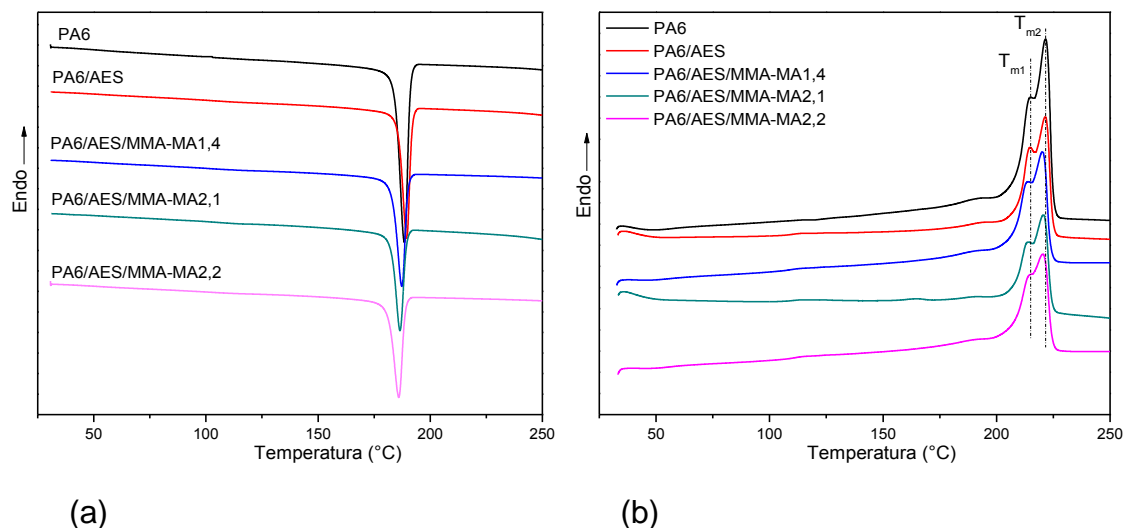 PA6
PA6/AES
PA6/AES/MMA-MA1,4
PA6/AES/MMA-MA2,1
PA6/AES/MMA-MA2,2
Endo
50
100
150
200
250
Temperatura (°C)
(a)
PA6
PA6/AES
PA6/AES/MMA-MA1,4
PA6/AES/MMA-MA2,1
PA6/AES/MMA-MA2,2
Tm1
Tm2
Endo
50
100
150
200
250
Temperatura (°C)
(b)